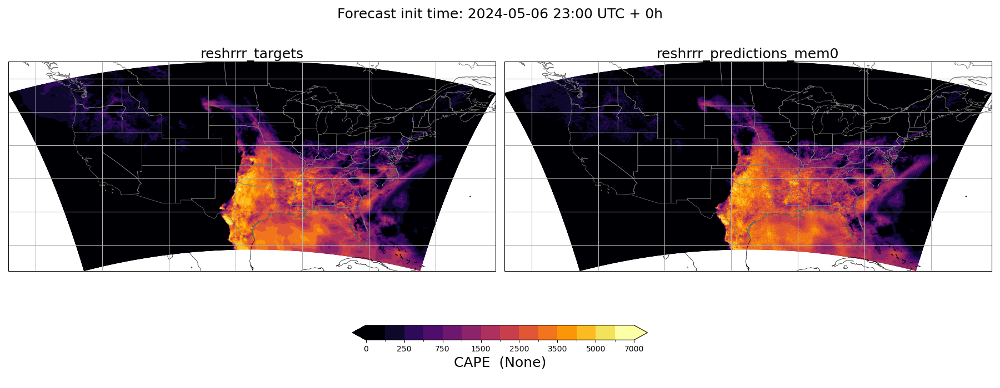 Forecast init time: 2024-05-06 23:00 UTC + 0h
reshrrr_targets
reshrrr_predictions_mem0
0 250 750 1500 2500 3500 5000 7000
CAPE (None)